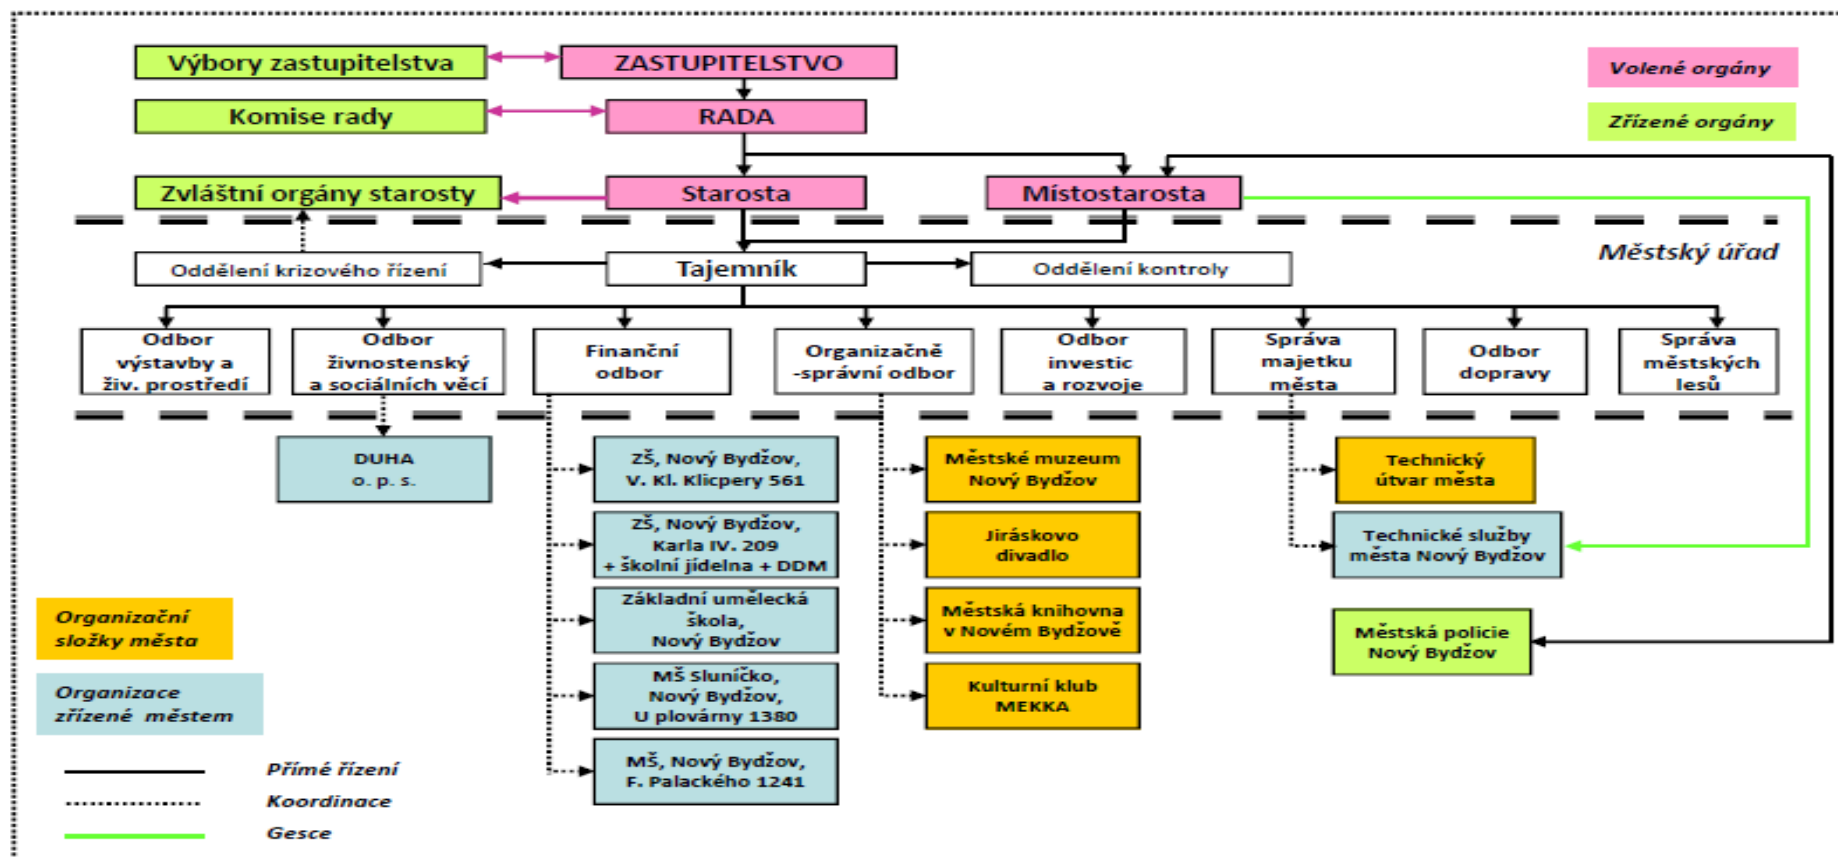 Výbory zastupitelstva
ZASTUPITELSTVO
Volené orgány
Komise rady
RADA
Zřízené orgány
Zvláštní orgány starosty
Starosta
Místostarosta
Městský úřad
Oddělení krizového řízení
Tajemník
Oddělení kontroly
Odbor
výstavby a
živ. prostředí
Odbor
živnostenský
a sociálních věcí
Finanční
odbor
Organizačně
-správní odbor
Odbor
investic
a rozvoje
Správa
majetku
města
Odbor
dopravy
Správa
městských
lesů
DUHA
o. p. s.
ZŠ, Nový Bydžov,
V. Kl. Klicpery 561
Městské muzeum
Nový Bydžov
Technický
útvar města
ZŠ, Nový Bydžov,
Karla IV. 209
+ školní jídelna + DDM
Jiráskovo
divadlo
Technické služby
města Nový Bydžov
Základní umělecká
škola,
Nový Bydžov
Městská knihovna
v Novém Bydžově
Městská policie
Nový Bydžov
MŠ Sluníčko,
Nový Bydžov,
U plovárny 1380
Kulturní klub
MEKKA
MŠ, Nový Bydžov,
F. Palackého 1241
Organizační
složky města
Organizace
zřízené městem
Přímé řízení
Koordinace
Gesce